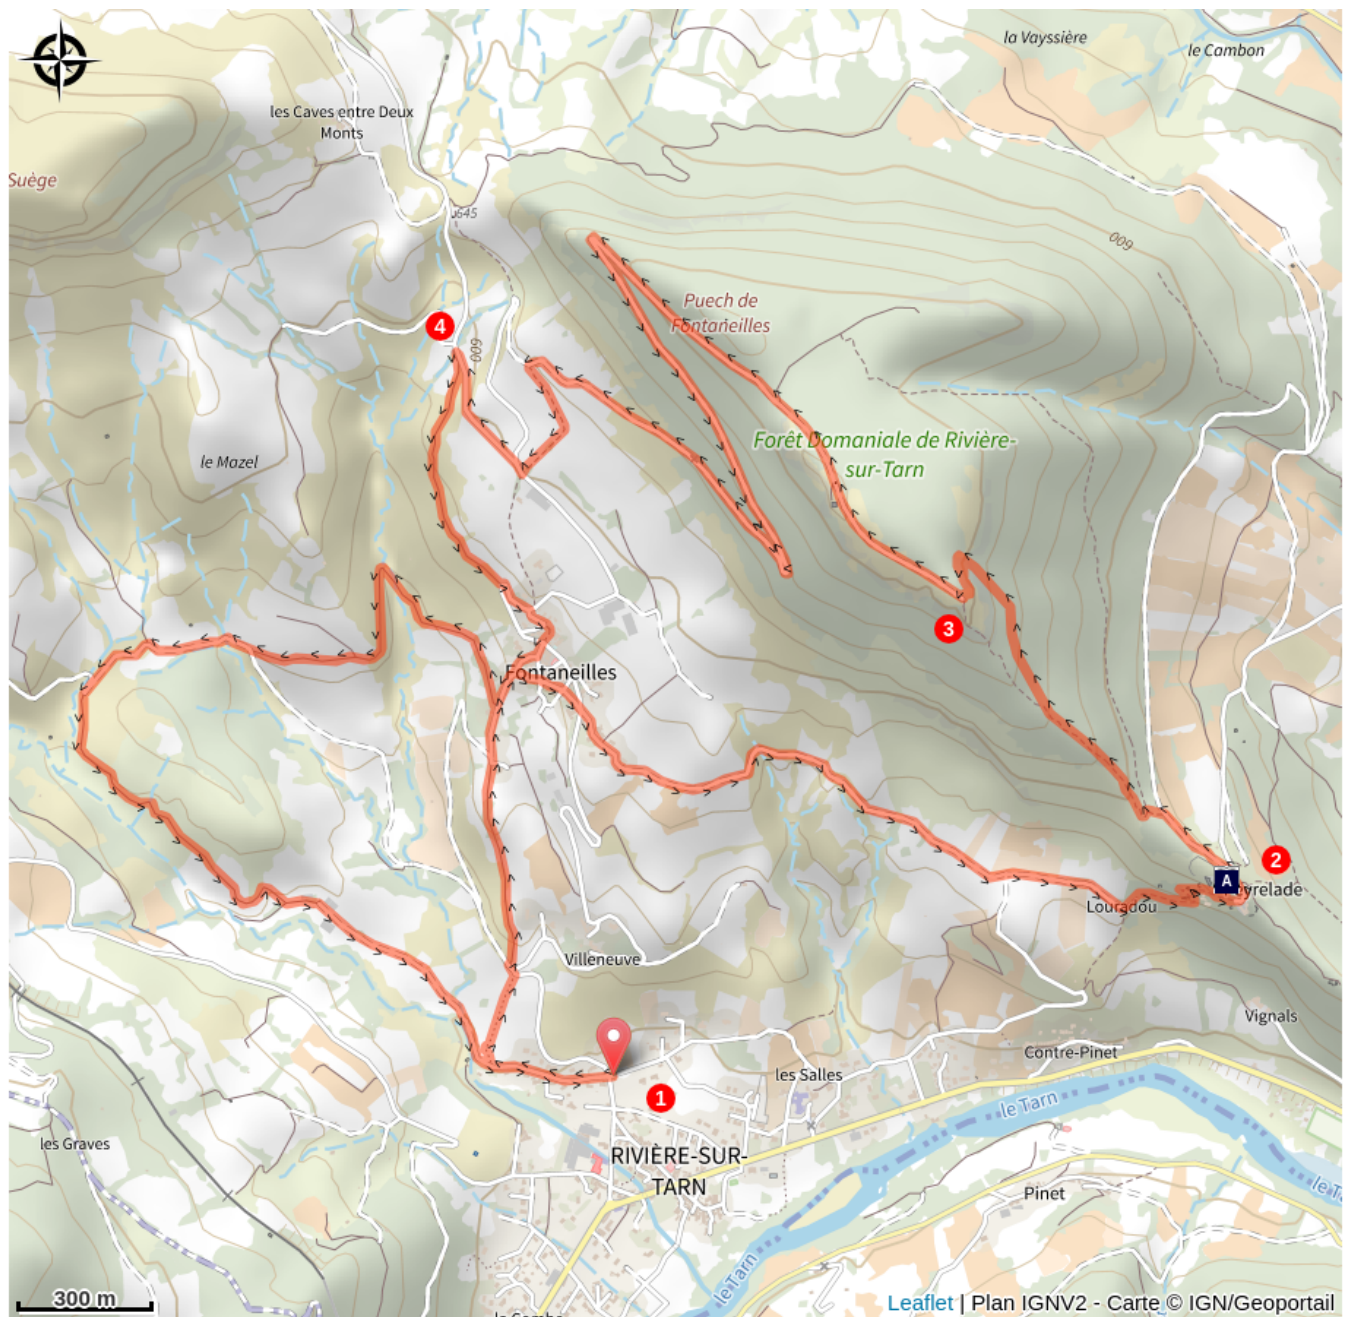 la Vayssière
le Cambon
les Caves entre Deux
Monts
Suège
645
600
Puech de
Fontaneilles
4
600
Forêt Domaniale de Rivière-
sur-Tarn
le Mazel
3
Fontaneilles
2
A
eyrelade
Louradou
Villeneuve
Vignals
Contre-Pinet
les Salles
1
le Tarn
les Graves
RIVIÈRE-SUR-
TARN
Pinet
le T
le Tarn
300 m
Leaflet | Plan IGNV2 - Carte © IGN/Geoportail